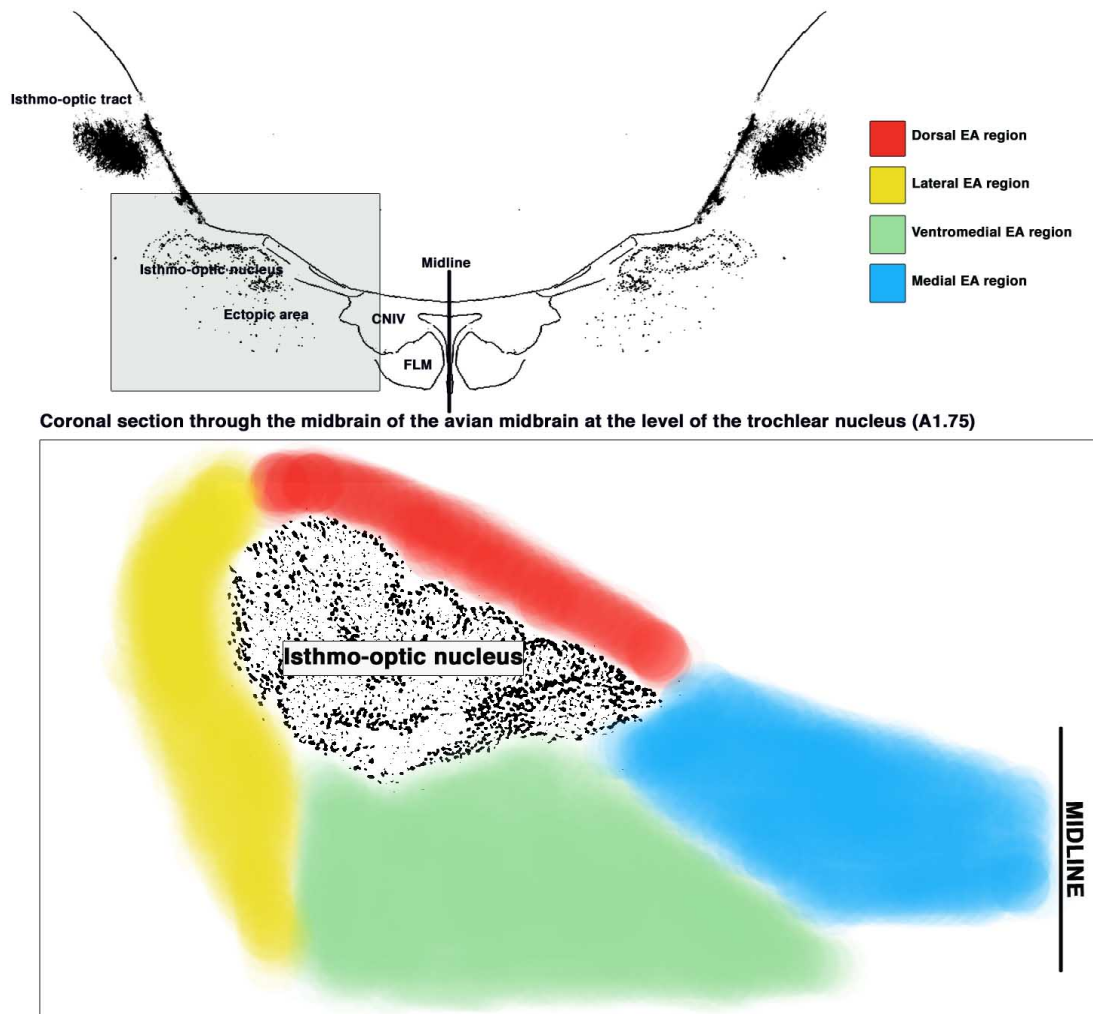 Isthmo-optic tract
Dorsal EA region
Lateral EA region
Ventromedial EA region
Medial EA region
Isthmo-optic nucleus
Midline
Ectopic area
CNIV
FLM
Coronal section through the midbrain of the avian midbrain at the level of the trochlear nucleus (A1.75)
Isthmo-optic nucleus
MIDLINE